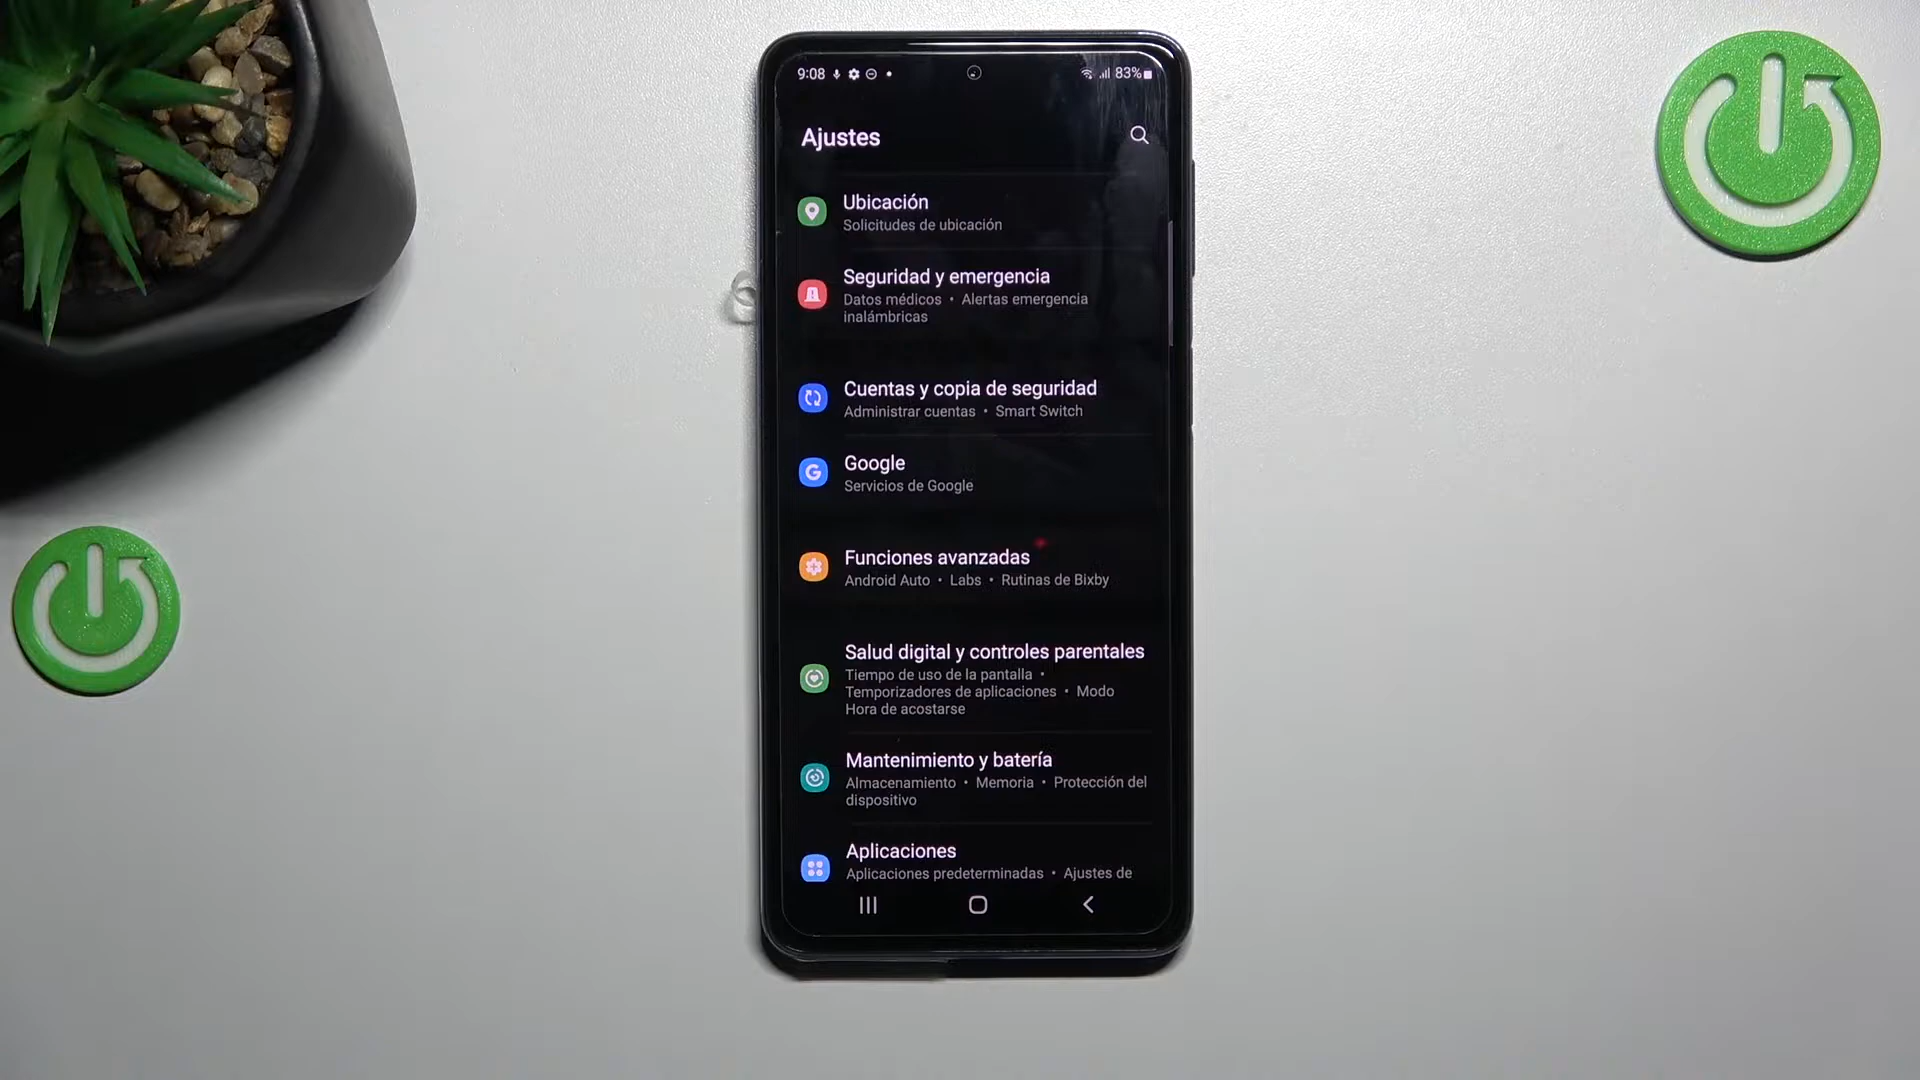 9:08
83%
Ajustes
Ubicación
Solicitudes de ubicación
Seguridad y emergencia
Datos médicos • Alertas emergencia
inalámbricas
Cuentas y copia de seguridad
Administrar cuentas • Smart Switch
Google
Servicios de Google
Funciones avanzadas
Android Auto • Labs • Rutinas de Bixby
Salud digital y controles parentales
Tiempo de uso de la pantalla •
Temporizadores de aplicaciones • Modo
Hora de acostarse
Mantenimiento y batería
Almacenamiento • Memoria • Protección del
dispositivo
Aplicaciones
Aplicaciones predeterminadas • Ajustes de